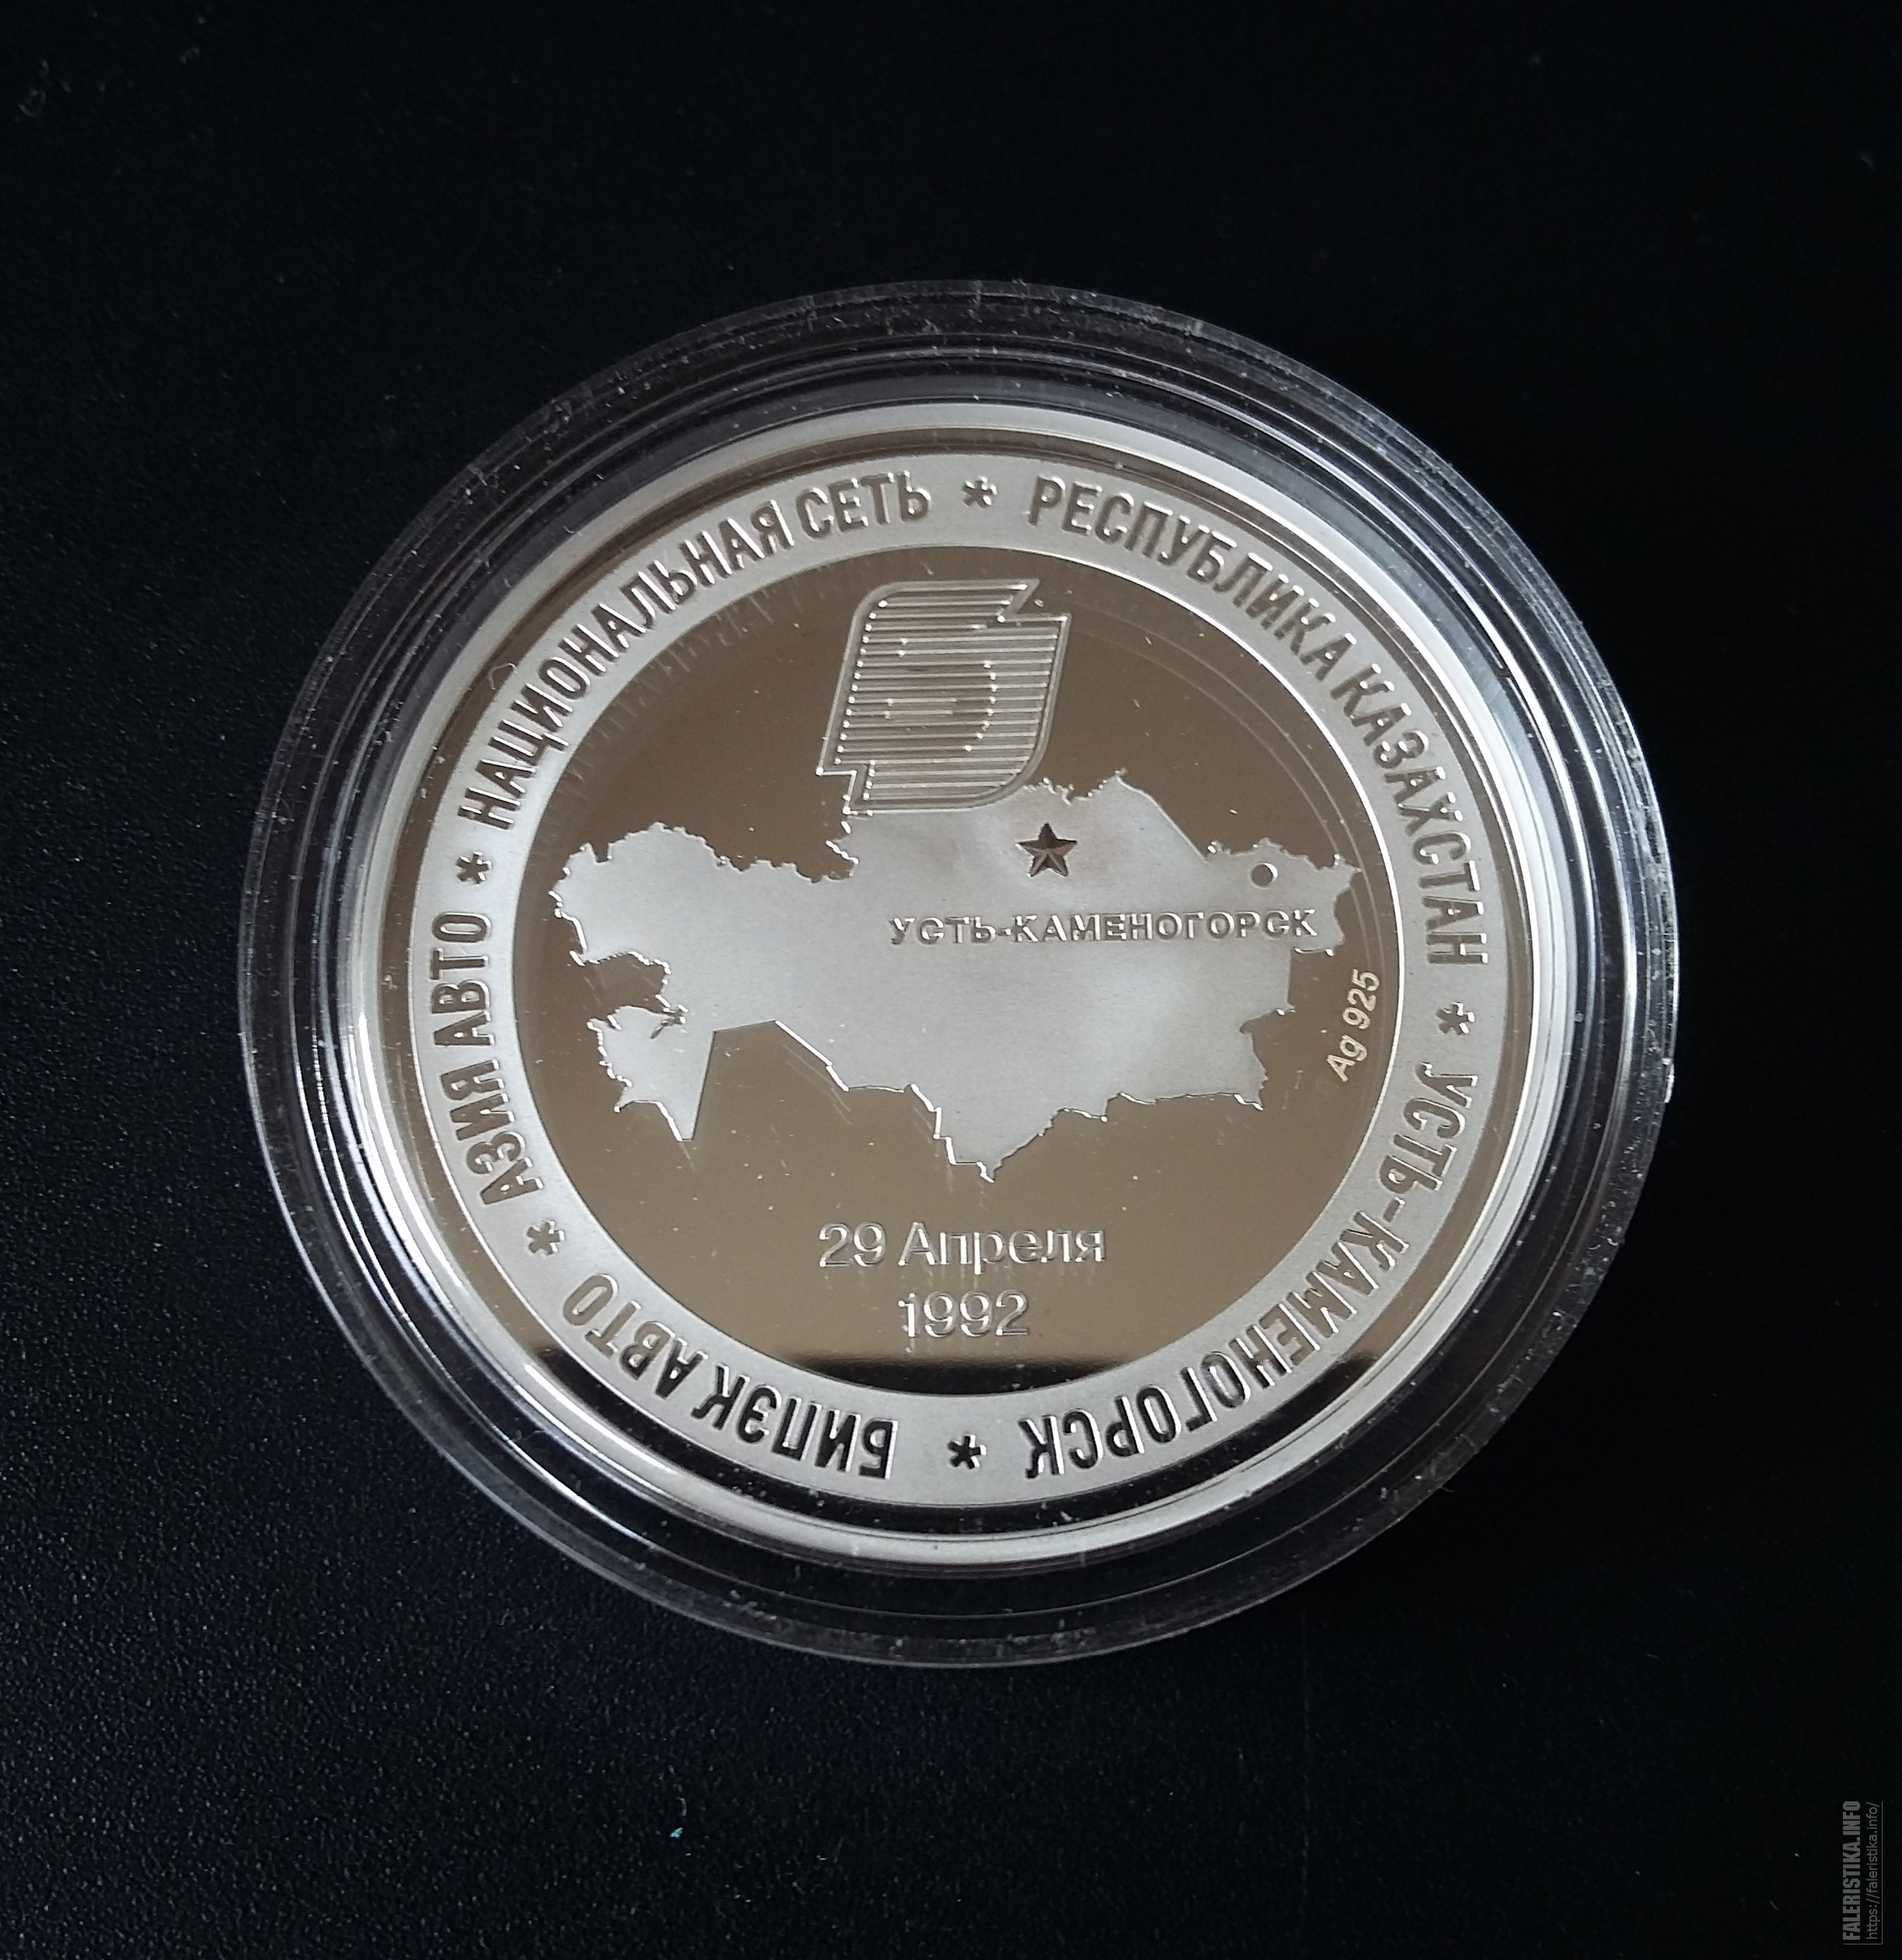 БИПЭК АВТО * АЗИЯ АВТО * НАЦИОНАЛЬНАЯ СЕТЬ * РЕСПУБЛИКА КАЗАХСТАН * УСТЬ-КАМЕНОГОРСК *
УСТЬ-КАМЕНОГОРСК
Ag 925
29 Апреля
1992
FALERISTIKA.INFO
https://faleristika.info/